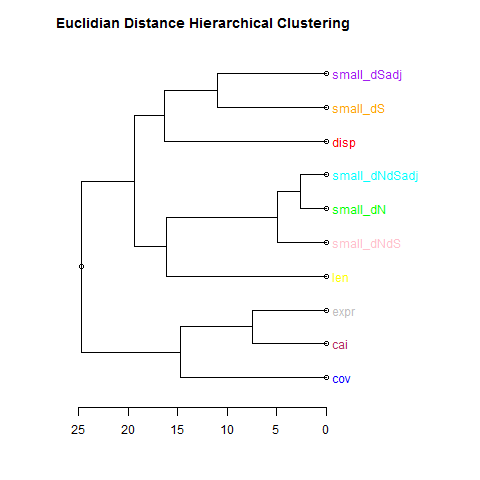 Euclidian Distance Hierarchical Clustering
small_dSadj
small_dS
disp
small_dNdSadj
small_dN
small_dNdS
len
expr
cai
cov
25 20 15 10 5 0